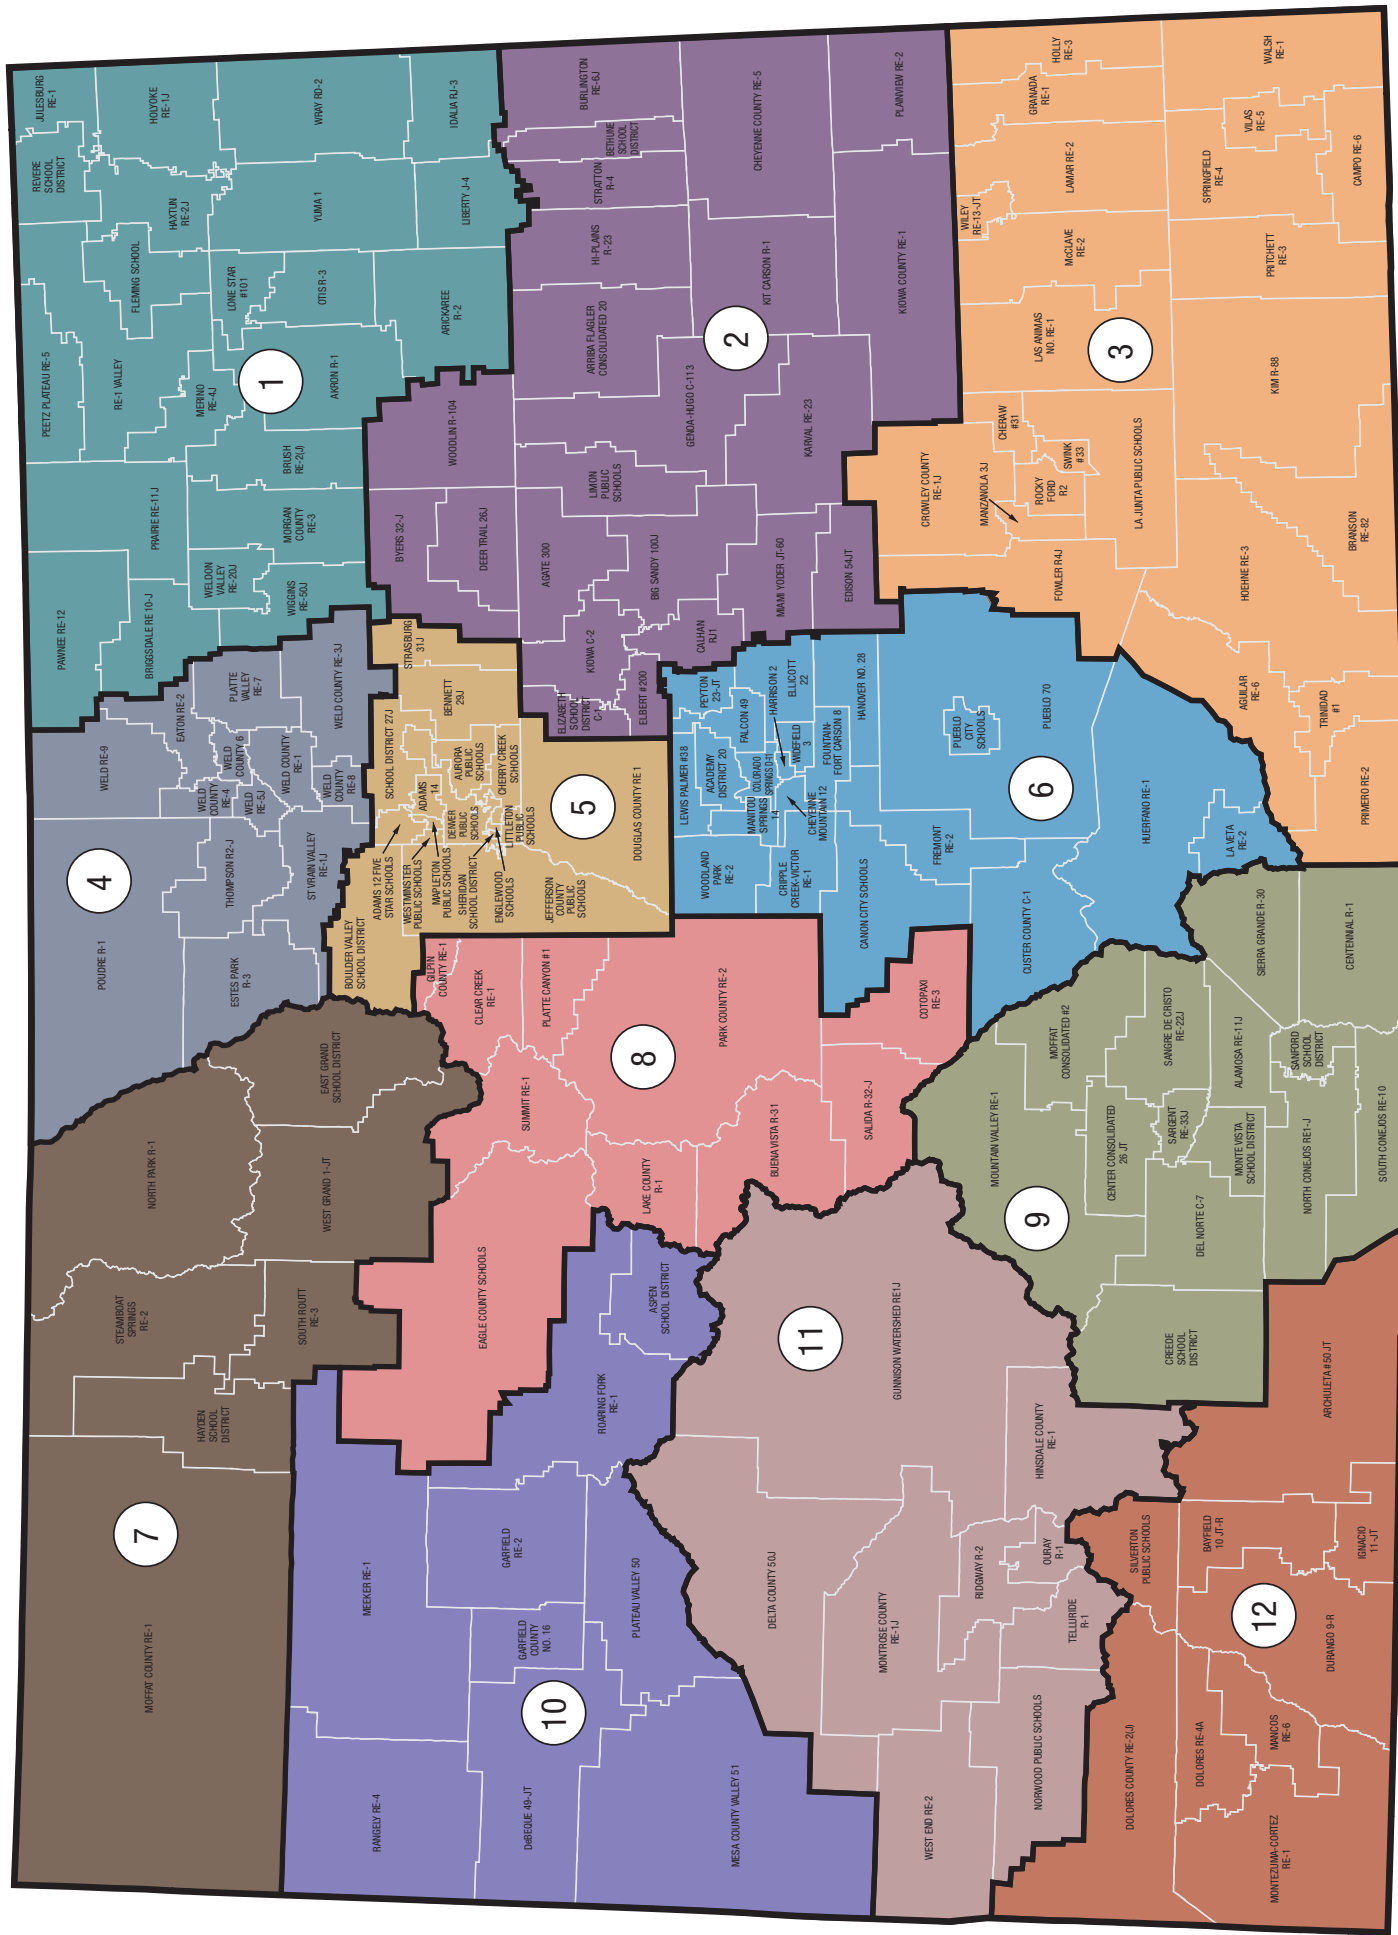 JULESBURG
RE-1
REVERE
SCHOOL
DISTRICT
HOLYOKE
RE-1J
HAXTUN
RE-2J
FLEMING SCHOOL
PEETZ PLATEAU RE-5
RE-1 VALLEY
MERINO
RE-4J
LONE STAR
#101
WRAY RD-2
YUMA 1
IDALIA RJ-3
LIBERTY J-4
OTIS R-3
ARICKAREE
R-2
AKRON R-1
1
BRUSH
RE-2(J)
MORGAN
COUNTY
RE-3
PRAIRIE RE-11J
WELDON
VALLEY
RE-20J
WIGGINS
RE-50J
PAWNEE RE-12
BRIGGSDALE RE 10-J
BURLINGTON
RE-6J
BETHUNE
SCHOOL
DISTRICT
STRATTON
R-4
HI-PLAINS
R-23
ARRIBA FLAGLER
CONSOLIDATED 20
CHEYENNE COUNTY RE-5
KIT CARSON R-1
PLAINVIEW RE-2
KIOWA COUNTY RE-1
2
GENOA-HUGO C-113
KARVAL RE-23
LIMON
PUBLIC
SCHOOLS
WOODLIN R-104
BYERS 32-J
DEER TRAIL 26J
AGATE 300
BIG SANDY 100J
MIAMI YODER JT-60
EDISON 54JT
KIOWA C-2
CALHAN
RJ1
ELIZABETH
SCHOOL
DISTRICT
C-1
ELBERT #200
HOLLY
RE-3
GRANADA
RE-1
LAMAR RE-2
WILEY
RE-13-JT
McCLAVE
RE-2
LAS ANIMAS
NO. RE-1
WALSH
RE-1
VILAS
RE-5
SPRINGFIELD
RE-4
CAMPO RE-6
PRITCHETT
RE-3
3
KIM R-88
CHERAW
#31
SWINK
#33
ROCKY
FORD
R2
MANZANOLA 3J
CROWLEY COUNTY
RE-1J
FOWLER R4J
LA JUNTA PUBLIC SCHOOLS
BRANSON
RE-82
HOEHNE RE-3
AGUILAR
RE-6
TRINIDAD
#1
PRIMERO RE-2
WELD RE-9
EATON RE-2
PLATTE
VALLEY
RE-7
WELD COUNTY RE-3J
WELD
COUNTY 6
WELD COUNTY
RE-1
WELD
COUNTY
RE-4
WELD
RE-5J
WELD
COUNTY
RE-8
POUDRE R-1
THOMPSON R2-J
ST VRAIN VALLEY
RE-1J
ESTES PARK
R-3
4
STRASBURG
31J
BENNETT
29J
SCHOOL DISTRICT 27J
ADAMS
14
AURORA
PUBLIC
SCHOOLS
CHERRY CREEK
SCHOOLS
DENVER
PUBLIC
SCHOOLS
LITTLETON
PUBLIC
SCHOOLS
5
DOUGLAS COUNTY RE 1
ADAMS 12 FIVE
STAR SCHOOLS
WESTMINSTER
PUBLIC SCHOOLS
MAPLETON
PUBLIC SCHOOLS
SHERIDAN
SCHOOL DISTRICT
ENGLEWOOD
SCHOOLS
JEFFERSON
COUNTY
PUBLIC
SCHOOLS
BOULDER VALLEY
SCHOOL DISTRICT
PEYTON
23-JT
FALCON 49
HARRISON 2
ELLICOTT
22
HANOVER NO. 28
LEWIS PALMER #38
ACADEMY
DISTRICT 20
COLORADO
SPRINGS D-11
WIDEFIELD
3
FOUNTAIN-
FORT CARSON 8
MANITOU
SPRINGS
14
CHEYENNE
MOUNTAIN 12
WOODLAND
PARK
RE-2
CRIPPLE
CREEK-VICTOR
RE-1
CANON CITY SCHOOLS
FREMONT
RE-2
CUSTER COUNTY C-1
PUEBLO
CITY
SCHOOLS
PUEBLO 70
6
HUERFANO RE-1
LA VETA
RE-2
EAST GRAND
SCHOOL DISTRICT
NORTH PARK R-1
WEST GRAND 1-JT
STEAMBOAT
SPRINGS
RE-2
SOUTH ROUTT
RE-3
HAYDEN
SCHOOL
DISTRICT
7
MOFFAT COUNTY RE-1
GILPIN
COUNTY RE-1
CLEAR CREEK
RE-1
PLATTE CANYON #1
PARK COUNTY RE-2
8
SUMMIT RE-1
LAKE COUNTY
R-1
BUENA VISTA R-31
SALIDA R-32-J
COTOPAXI
RE-3
EAGLE COUNTY SCHOOLS
SIERRA GRANDE R-30
CENTENNIAL R-1
MOFFAT
CONSOLIDATED #2
SANGRE DE CRISTO
RE-22J
ALAMOSA RE-11J
SANFORD
SCHOOL
DISTRICT
MOUNTAIN VALLEY RE-1
CENTER CONSOLIDATED
26 JT
SARGENT
RE-33J
MONTE VISTA
SCHOOL DISTRICT
NORTH CONEJOS RE1-J
SOUTH CONEJOS RE-10
9
DEL NORTE C-7
CREEDE
SCHOOL
DISTRICT
ASPEN
SCHOOL DISTRICT
ROARING FORK
RE-1
MEEKER RE-1
GARFIELD
RE-2
GARFIELD
COUNTY
NO. 16
PLATEAU VALLEY 50
10
RANGELY RE-4
DeBEQUE 49-JT
MESA COUNTY VALLEY 51
11
GUNNISON WATERSHED RE1J
HINSDALE COUNTY
RE-1
DELTA COUNTY 50J
MONTROSE COUNTY
RE-1J
RIDGWAY R-2
OURAY
R-1
TELLURIDE
R-1
NORWOOD PUBLIC SCHOOLS
WEST END RE-2
ARCHULETA #50 JT
SILVERTON
PUBLIC SCHOOLS
BAYFIELD
10 JT-R
IGNACIO
11-JT
12
DURANGO 9-R
DOLORES COUNTY RE-2(J)
DOLORES RE-4A
MANCOS
RE-6
MONTEZUMA-CORTEZ
RE-1